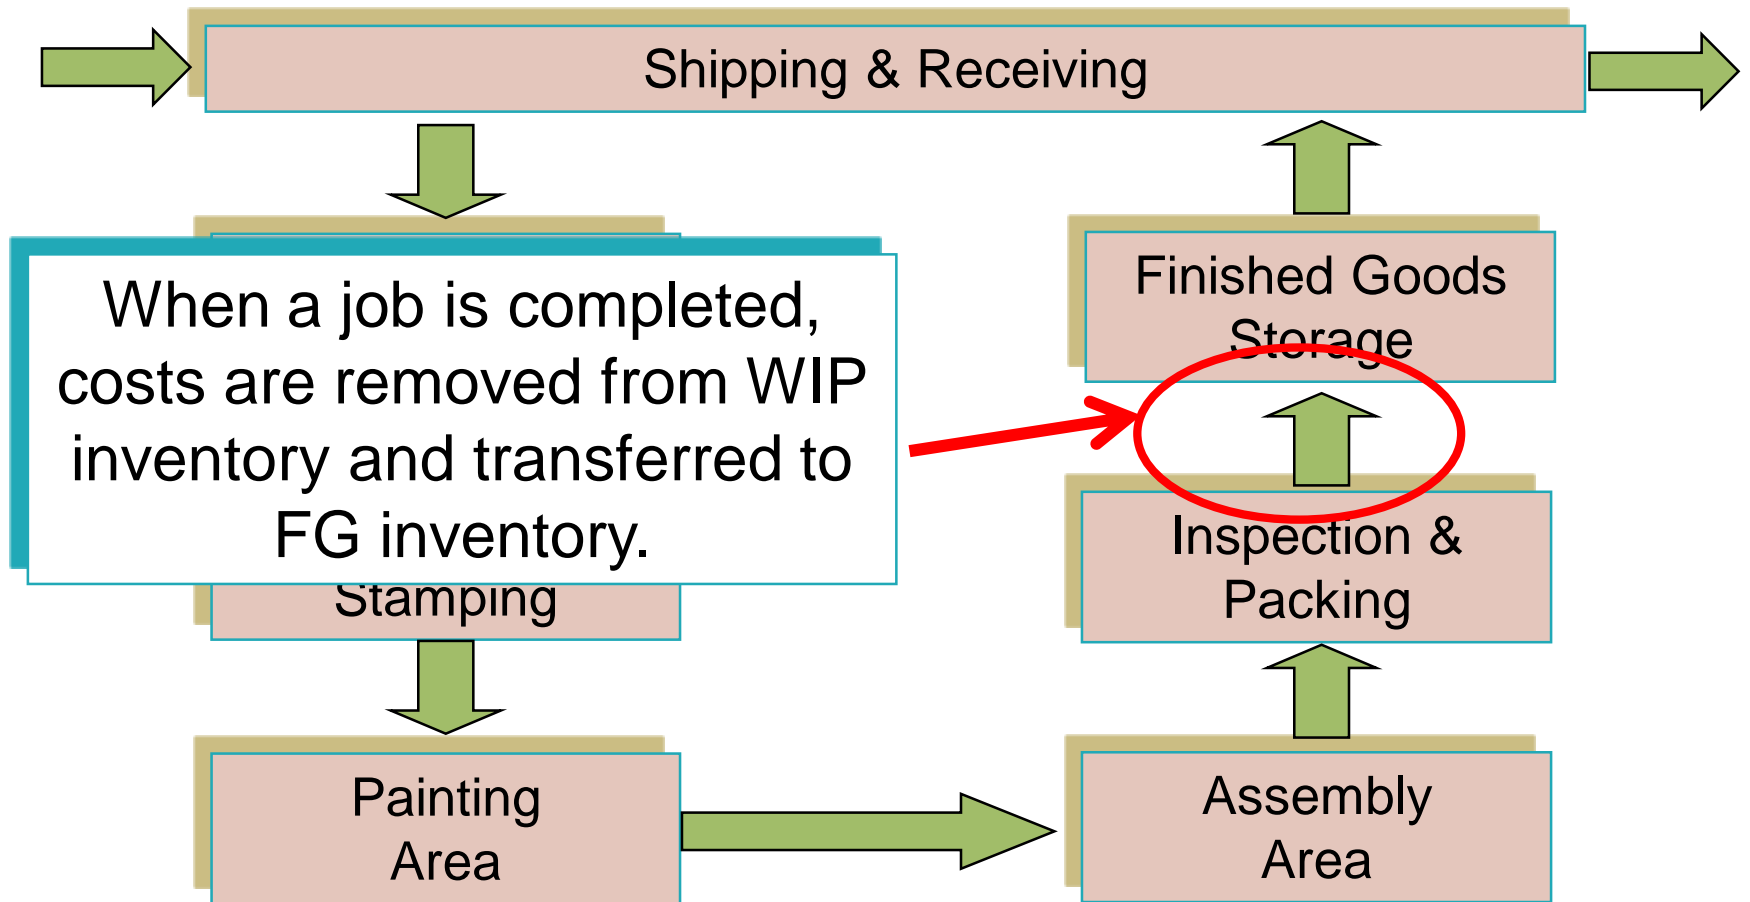 Shipping & Receiving
When a job is completed,
costs are removed from WIP
inventory and transferred to
FG inventory.
Stamping
Painting
Area
Finished Goods
Storage
Inspection &
Packing
Assembly
Area